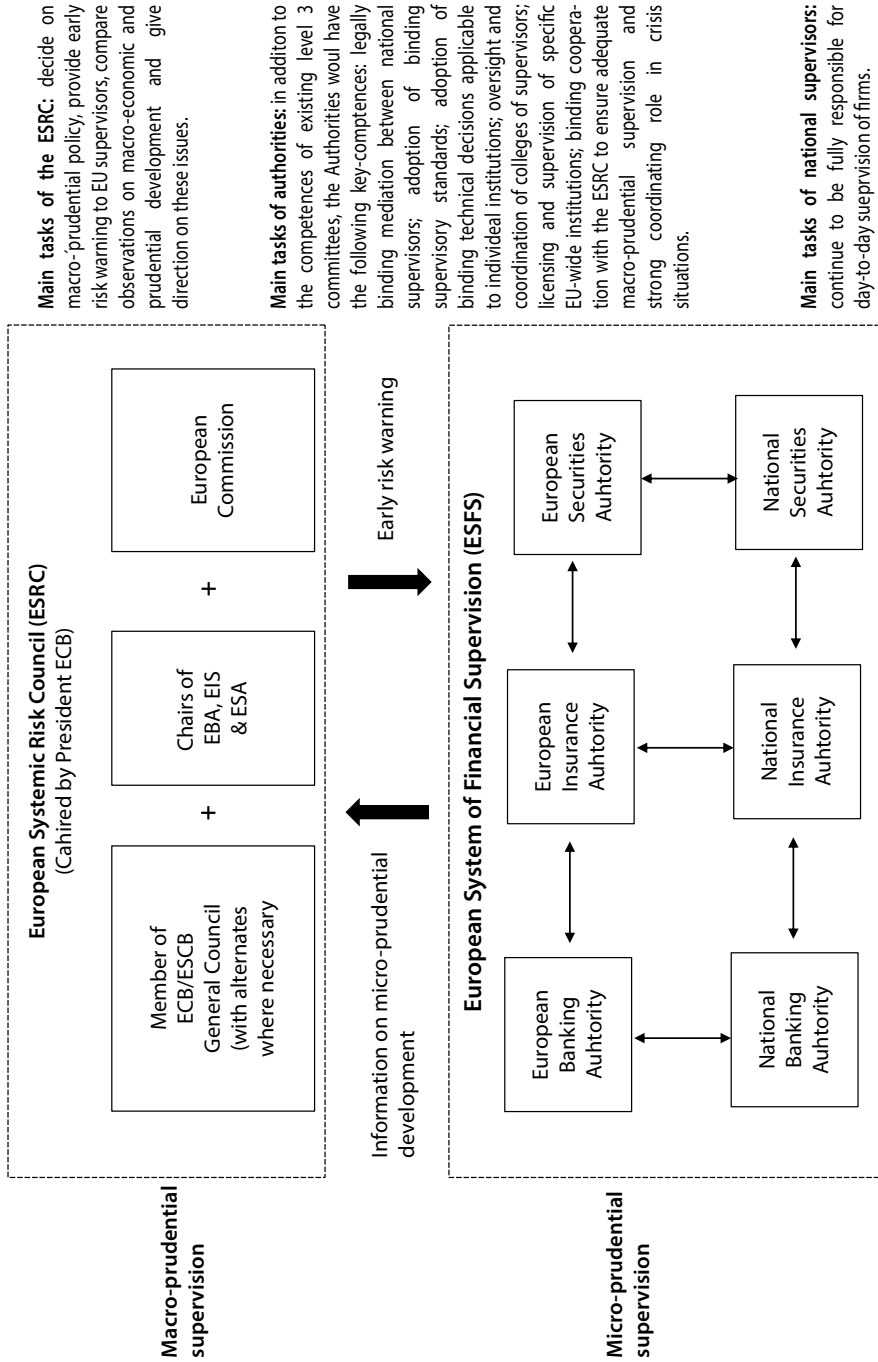 Macro-prudential
supervision
European Systemic Risk Council (ESRC)
(Cahired by President ECB)
Member of
ECB/ESCB
General Council
(with alternates
where necessary
+
Chairs of
EBA, EIS
& ESA
+
European
Commission
Main tasks of the ESRC: decide on
macro-´prudential policy, provide early
risk warning to EU supervisors, compare
observations on macro-economic and
prudential development and give
direction on these issues.
Information on micro-prudential
development
Early risk warning
Main tasks of authorities: in additon to
the competences of existing level 3
committees, the Authorities woul have
the following key-comptences: legally
binding mediation between national
supervisors; adoption of binding
supervisory standards; adoption of
binding technical decisions applicable
to individual institutions; oversight and
coordination of colleges of supervisors;
licensing and supervision of specific
EU-wide institutions; binding coopera-
tion with the ESRC to ensure adequate
macro-prudential supervision and
strong coordinating role in crisis
situations.
Micro-prudential
supervision
European System of Financial Supervision (ESFS)
European
Banking
Auhtority
European
Insurance
Auhtority
European
Securities
Auhtority
National
Banking
Auhtority
National
Insurance
Auhtority
National
Securities
Auhtority
Main tasks of national supervisors:
continue to be fully responsible for
day-to-day sueprvision of firms.